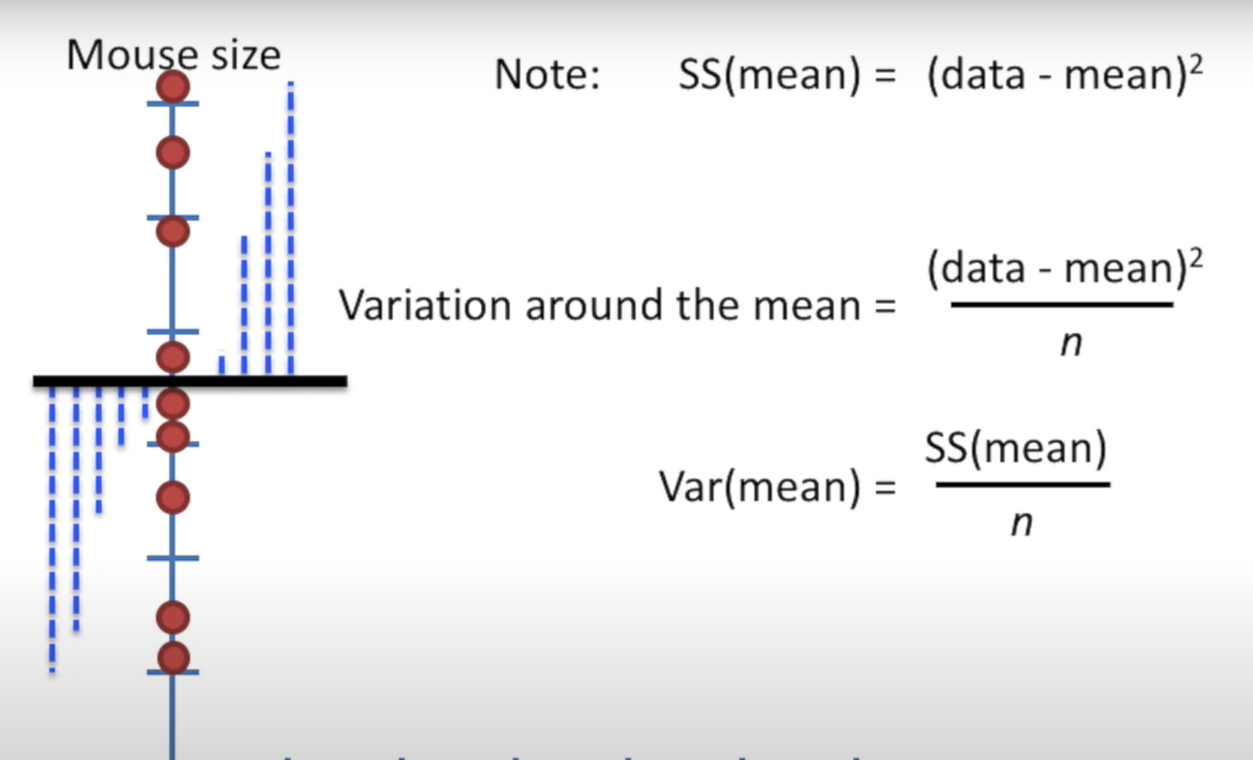 Mouse size
Note: SS(mean) = (data - mean)²
Variation around the mean = (data - mean)²
n
Var(mean) = SS(mean)
n